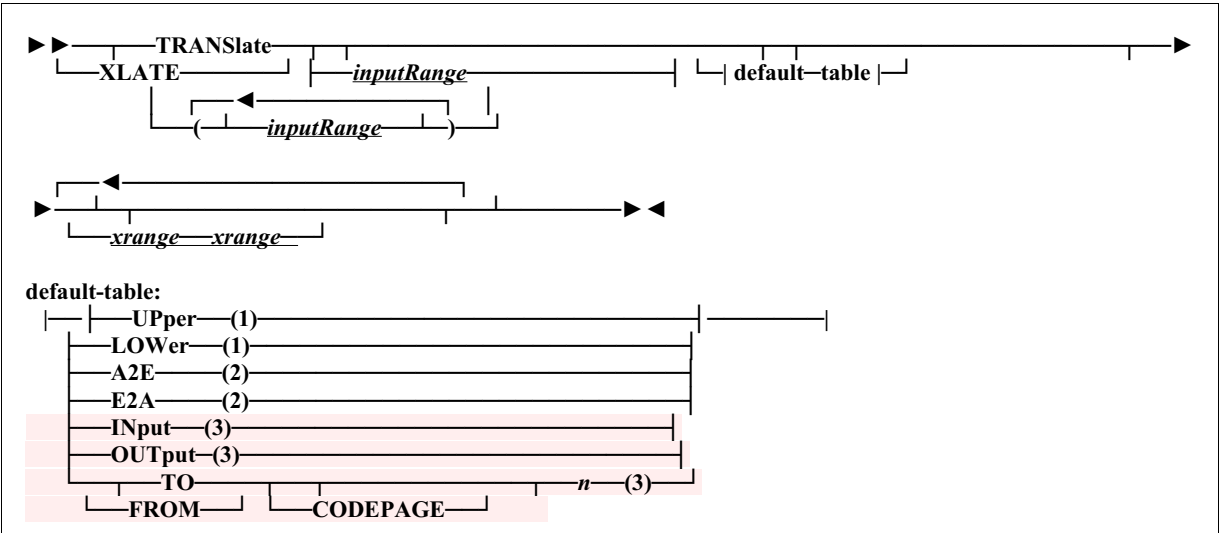 TRANSlate
XLATE inputRange | default table |
( inputRange )
xrange xrange
default-table:
UPper (1)
LOWer (1)
A2E (2)
E2A (2)
INput (3)
OUTput (3)
TO n (3)
FROM CODEPAGE